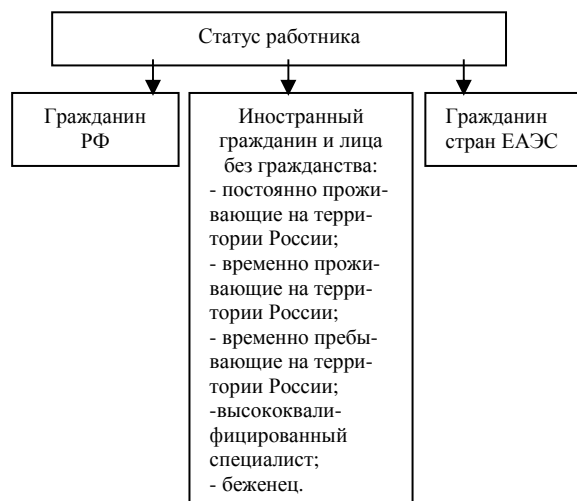 Статус работника
Гражданин
РФ
Иностранный
гражданин и лица
без гражданства:
- постоянно прожи-
вающие на терри-
тории России;
- временно прожи-
вающие на терри-
тории России;
- временно пребы-
вающие на терри-
тории России;
-высококвали-
фицированный
специалист;
- беженец.
Гражданин
стран ЕАЭС